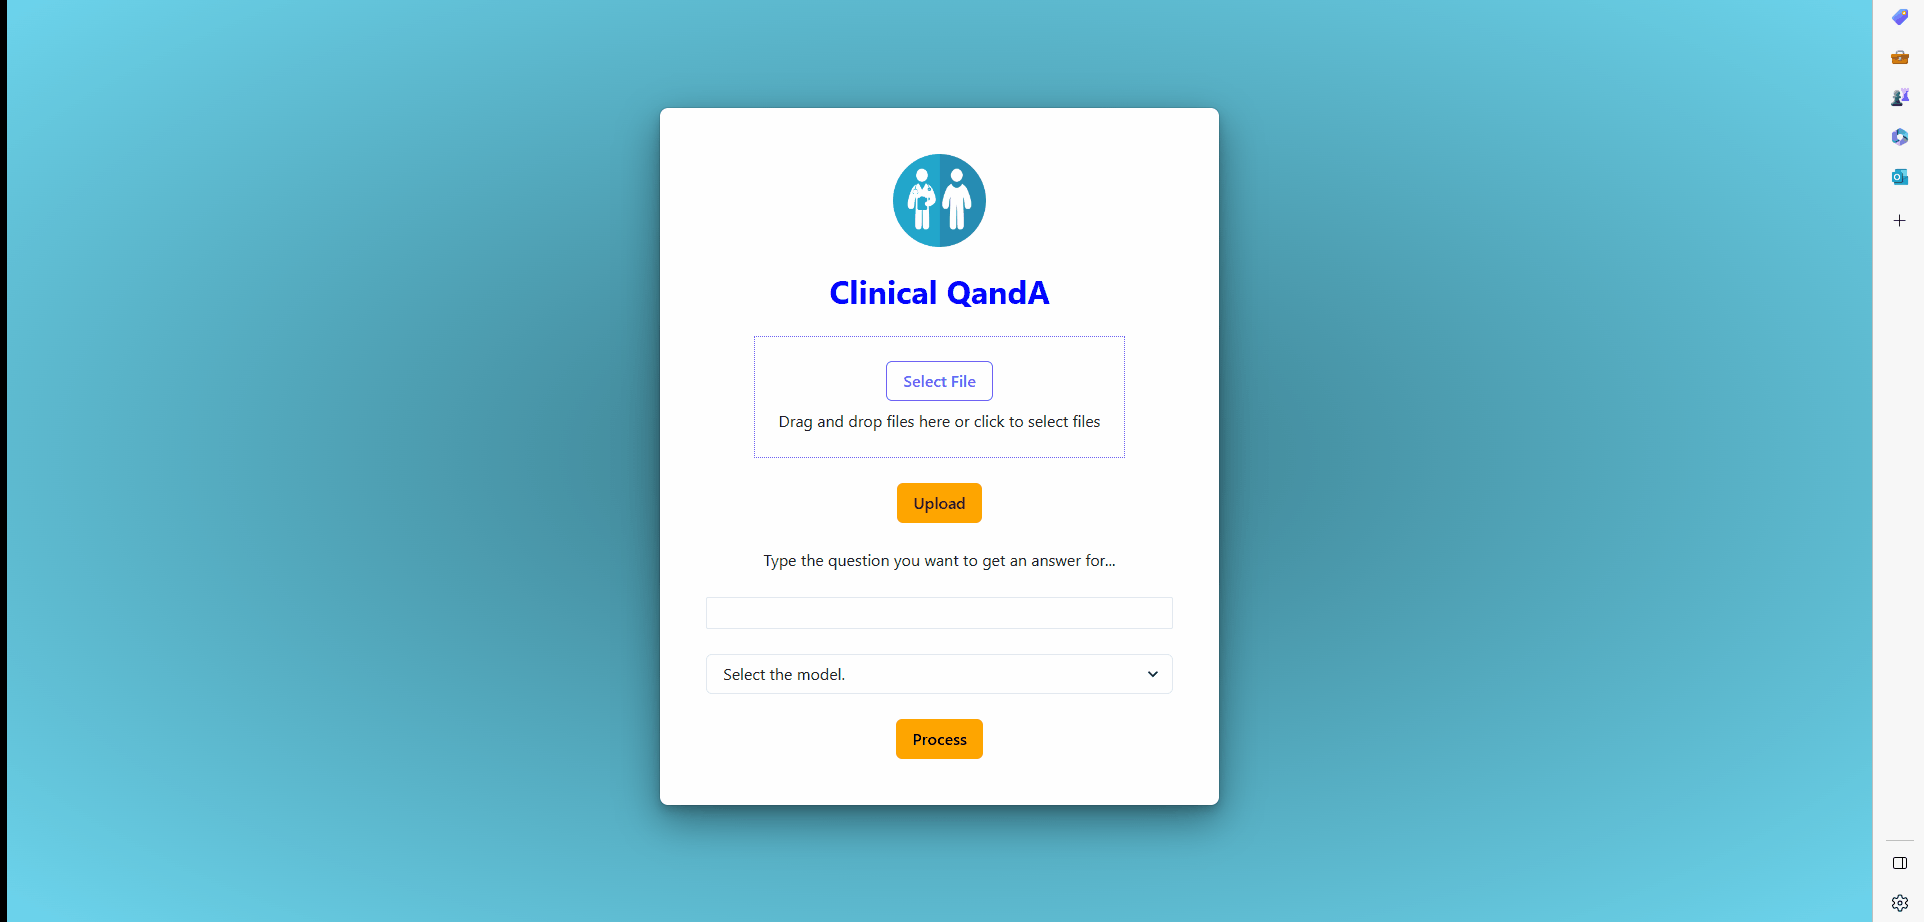 Clinical QandA
Select File
Drag and drop files here or click to select files
Upload
Type the question you want to get an answer for...
Select the model.
Process